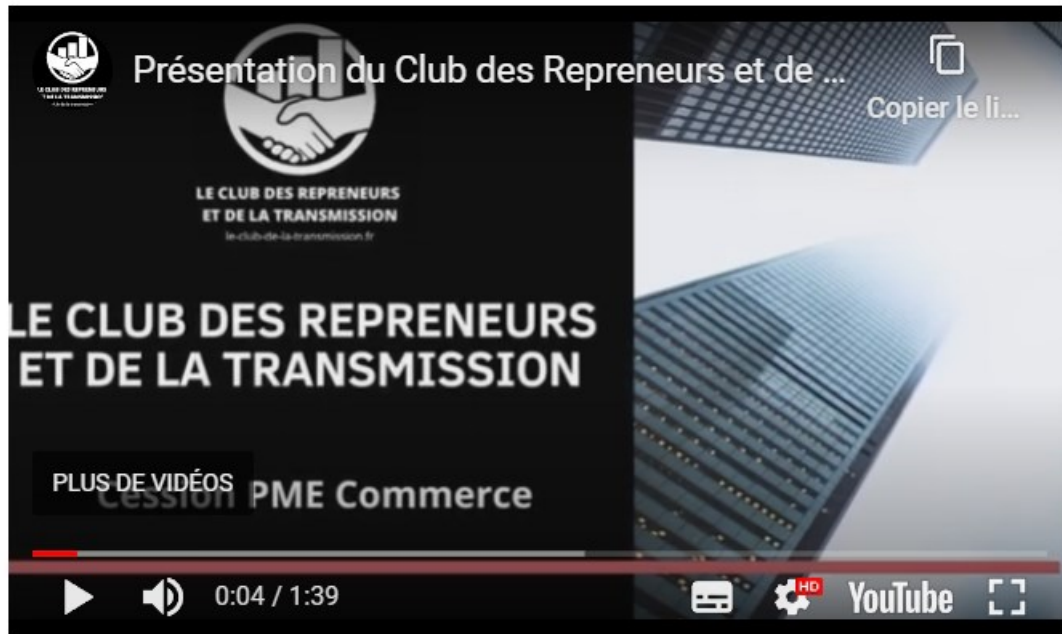 Présentation du Club des Repreneurs et de ...
Copier le li...
LE CLUB DES REPRENEURS
ET DE LA TRANSMISSION
le-club-de-la-transmission.fr
LE CLUB DES REPRENEURS
ET DE LA TRANSMISSION
PLUS DE VIDÉOS
Cession PME Commerce
0:04 / 1:39
HD
YouTube